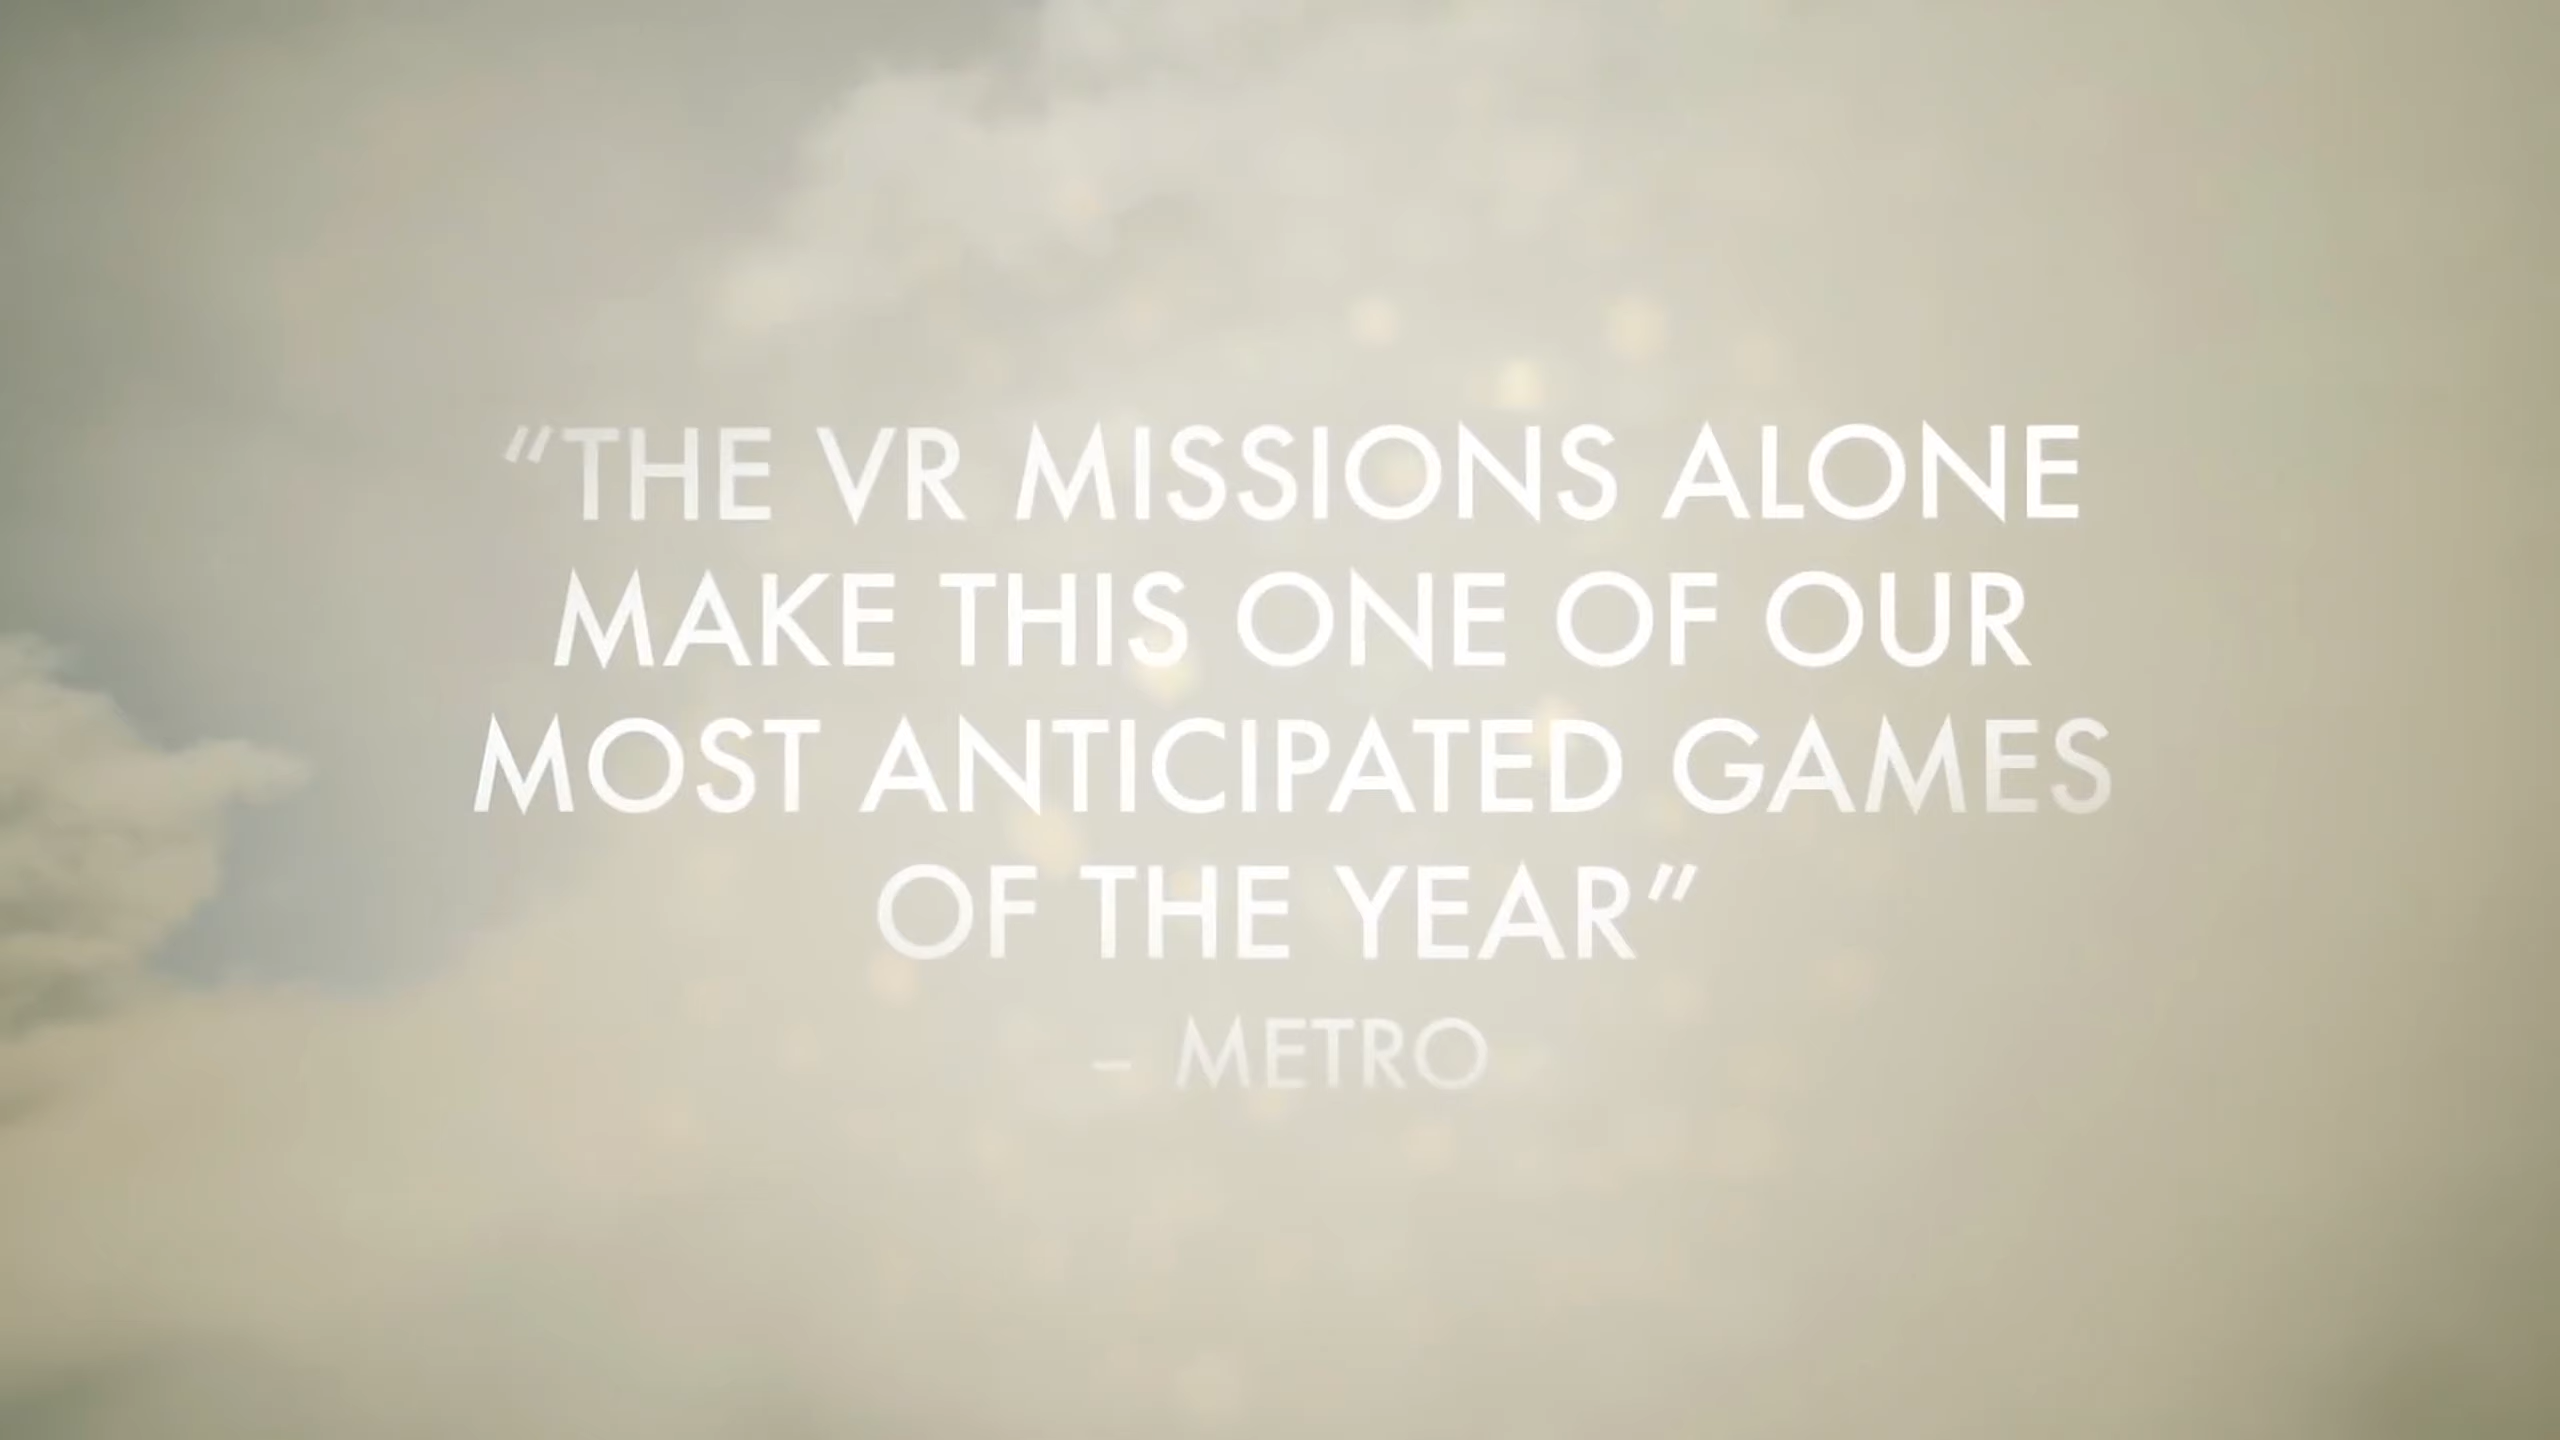 “THE VR MISSIONS ALONE
MAKE THIS ONE OF OUR
MOST ANTICIPATED GAMES
OF THE YEAR”
– METRO